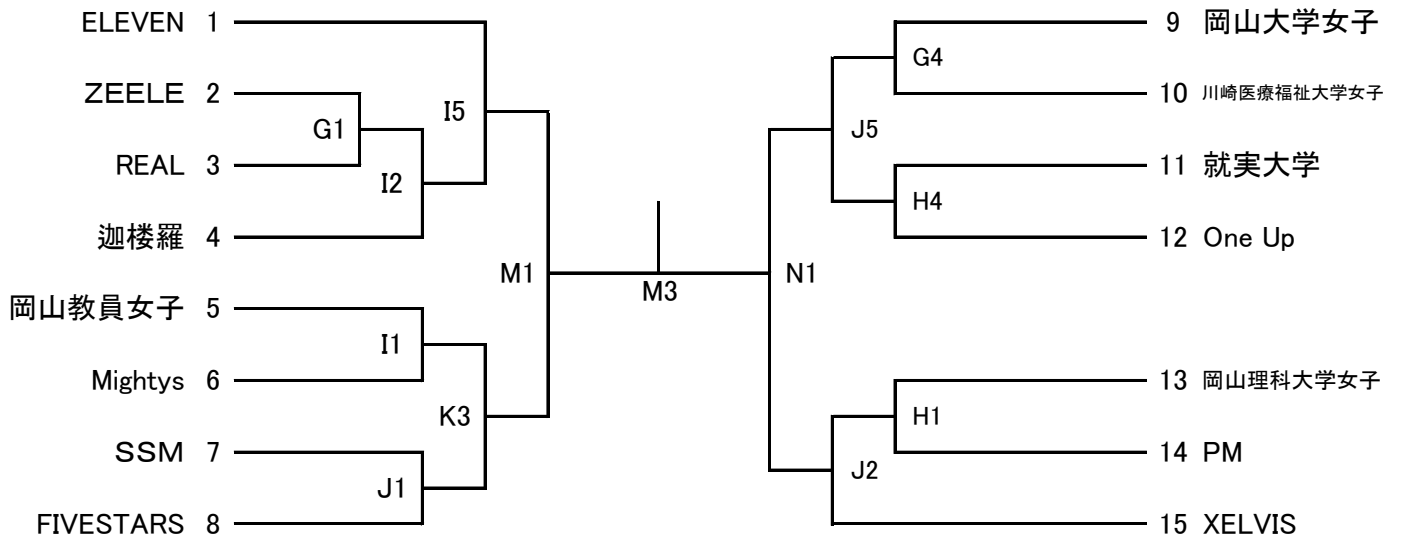 ELEVEN 1
ZEELE 2
G1
REAL 3
I5
I2
迦楼羅 4
M1
岡山教員女子 5
I1
Mightys 6
K3
SSM 7
J1
FIVESTARS 8
M3
9 岡山大学女子
G4
10 川崎医療福祉大学女子
J5
11 就実大学
H4
12 One Up
N1
13 岡山理科大学女子
H1
14 PM
J2
15 XELVIS